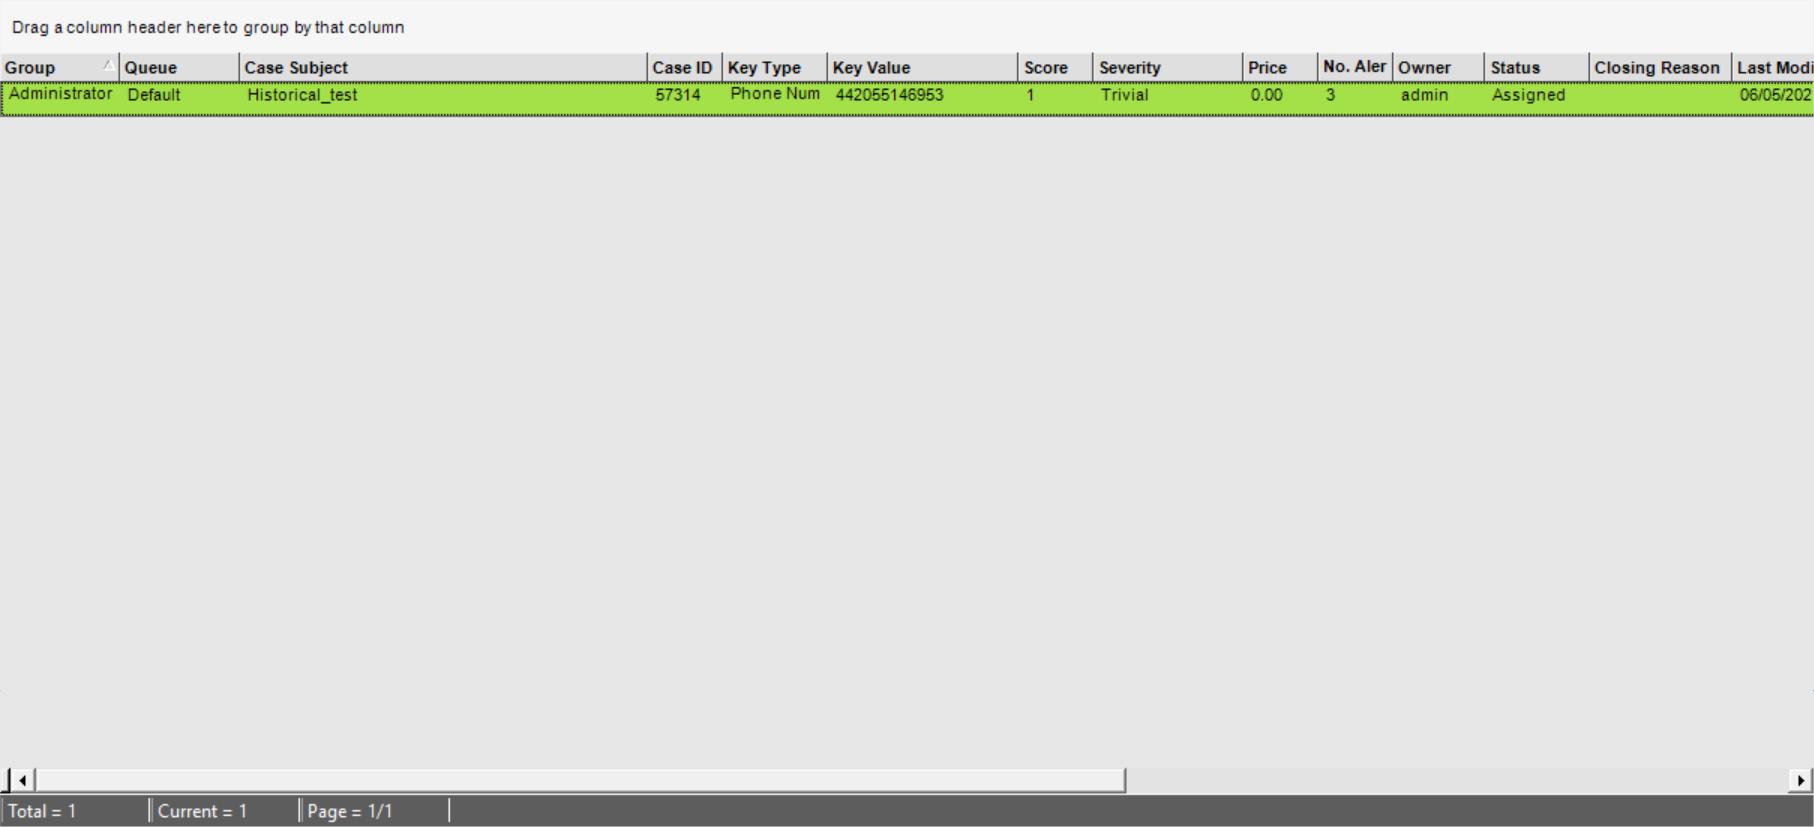 Drag a column header here to group by that column
Group Queue Case Subject Case ID Key Type Key Value Score Severity Price No. Aler Owner Status Closing Reason Last Modi
Administrator Default Historical_test 57314 Phone Num 442055146953 1 Trivial 0.00 3 admin Assigned 06/05/202
Total = 1 Current = 1 Page = 1/1